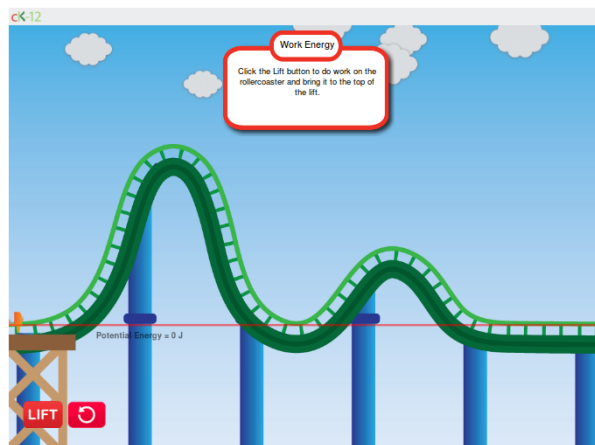 cK-12
Work Energy
Click the Lift button to do work on the
rollercoaster and bring it to the top of
the lift.
Potential Energy = 0 J
LIFT